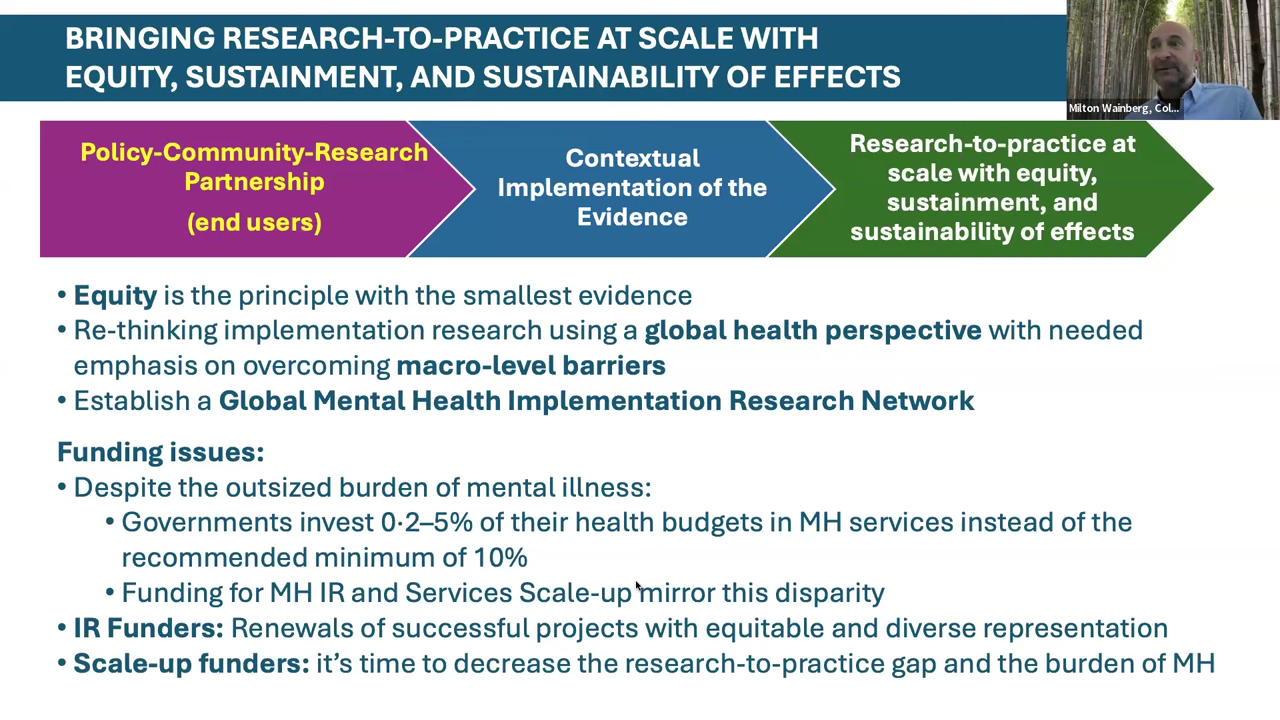 BRINGING RESEARCH-TO-PRACTICE AT SCALE WITH
EQUITY, SUSTAINMENT, AND SUSTAINABILITY OF EFFECTS
Milton Wainberg, Col...
Policy-Community-Research
Partnership
(end users)
Contextual
Implementation of the
Evidence
Research-to-practice at
scale with equity,
sustainment, and
sustainability of effects
• Equity is the principle with the smallest evidence
• Re-thinking implementation research using a global health perspective with needed
emphasis on overcoming macro-level barriers
• Establish a Global Mental Health Implementation Research Network
Funding issues:
• Despite the outsized burden of mental illness:
• Governments invest 0·2–5% of their health budgets in MH services instead of the
recommended minimum of 10%
• Funding for MH IR and Services Scale-up mirror this disparity
• IR Funders: Renewals of successful projects with equitable and diverse representation
• Scale-up funders: it’s time to decrease the research-to-practice gap and the burden of MH